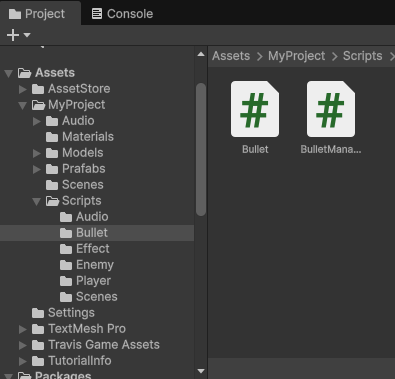 Project
Console
Assets > MyProject > Scripts >
Assets
AssetStore
MyProject
Audio
Materials
Models
Prafabs
Scenes
Scripts
Audio
Bullet
Effect
Enemy
Player
Scenes
Settings
TextMesh Pro
Travis Game Assets
TutorialInfo
Packages
Bullet
BulletMana...